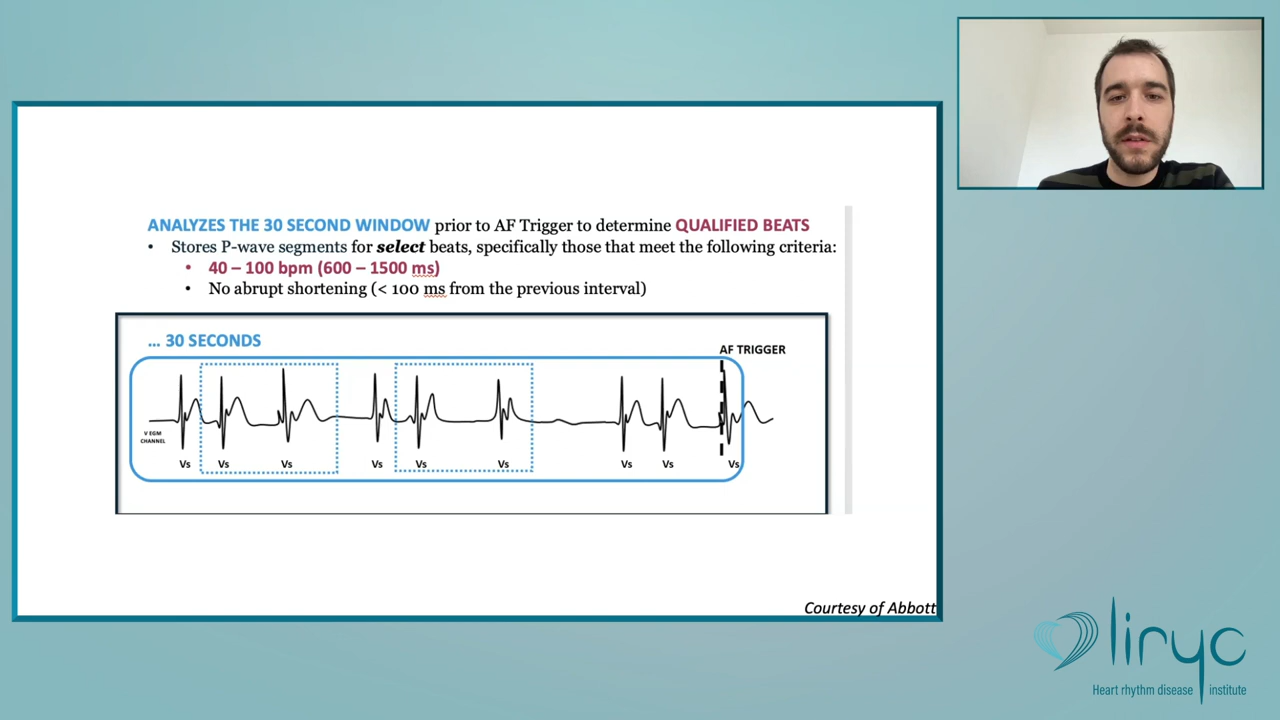 ANALYZES THE 30 SECOND WINDOW prior to AF Trigger to determine QUALIFIED BEATS
• Stores P-wave segments for select beats, specifically those that meet the following criteria:
• 40 – 100 bpm (600 – 1500 ms)
• No abrupt shortening (< 100 ms from the previous interval)
... 30 SECONDS
AF TRIGGER
V EGM
CHANNEL
Vs Vs Vs Vs Vs Vs Vs Vs Vs
Courtesy of Abbott
liryc
Heart rhythm disease institute